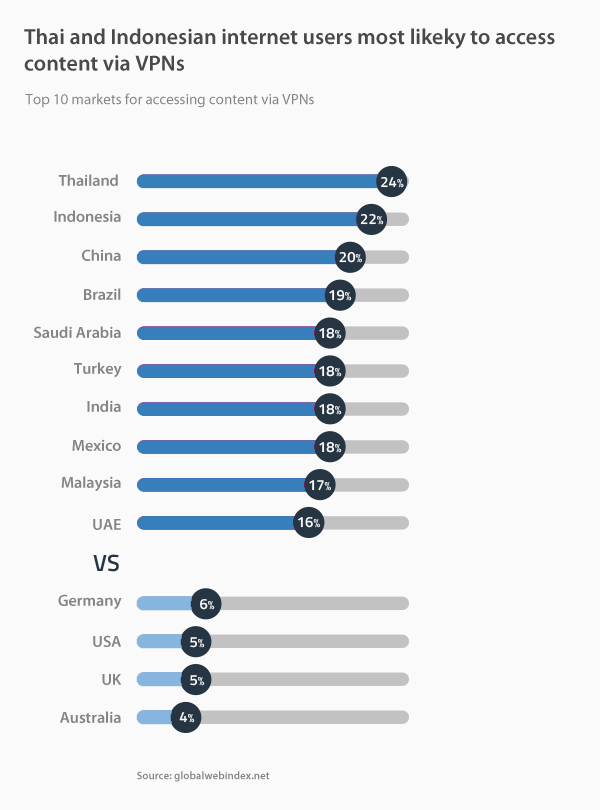 Thai and Indonesian internet users most likeky to access
content via VPNs
Top 10 markets for accessing content via VPNs
Thailand 24%
Indonesia 22%
China 20%
Brazil 19%
Saudi Arabia 18%
Turkey 18%
India 18%
Mexico 18%
Malaysia 17%
UAE 16%
VS
Germany 6%
USA 5%
UK 5%
Australia 4%
Source: globalwebindex.net